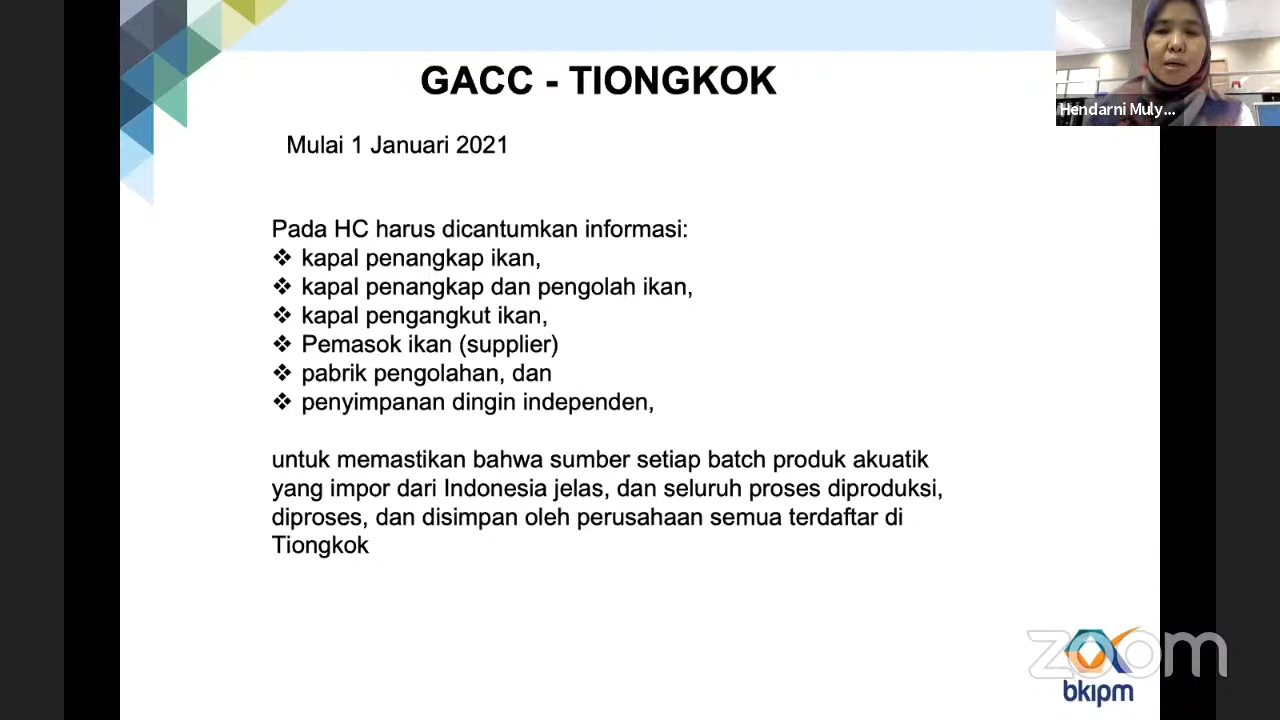 GACC - TIONGKOK
Hendarni Muly...
Mulai 1 Januari 2021
Pada HC harus dicantumkan informasi:
❖ kapal penangkap ikan,
❖ kapal penangkap dan pengolah ikan,
❖ kapal pengangkut ikan,
❖ Pemasok ikan (supplier)
❖ pabrik pengolahan, dan
❖ penyimpanan dingin independen,
untuk memastikan bahwa sumber setiap batch produk akuatik
yang impor dari Indonesia jelas, dan seluruh proses diproduksi,
diproses, dan disimpan oleh perusahaan semua terdaftar di
Tiongkok
zoom
bkipm